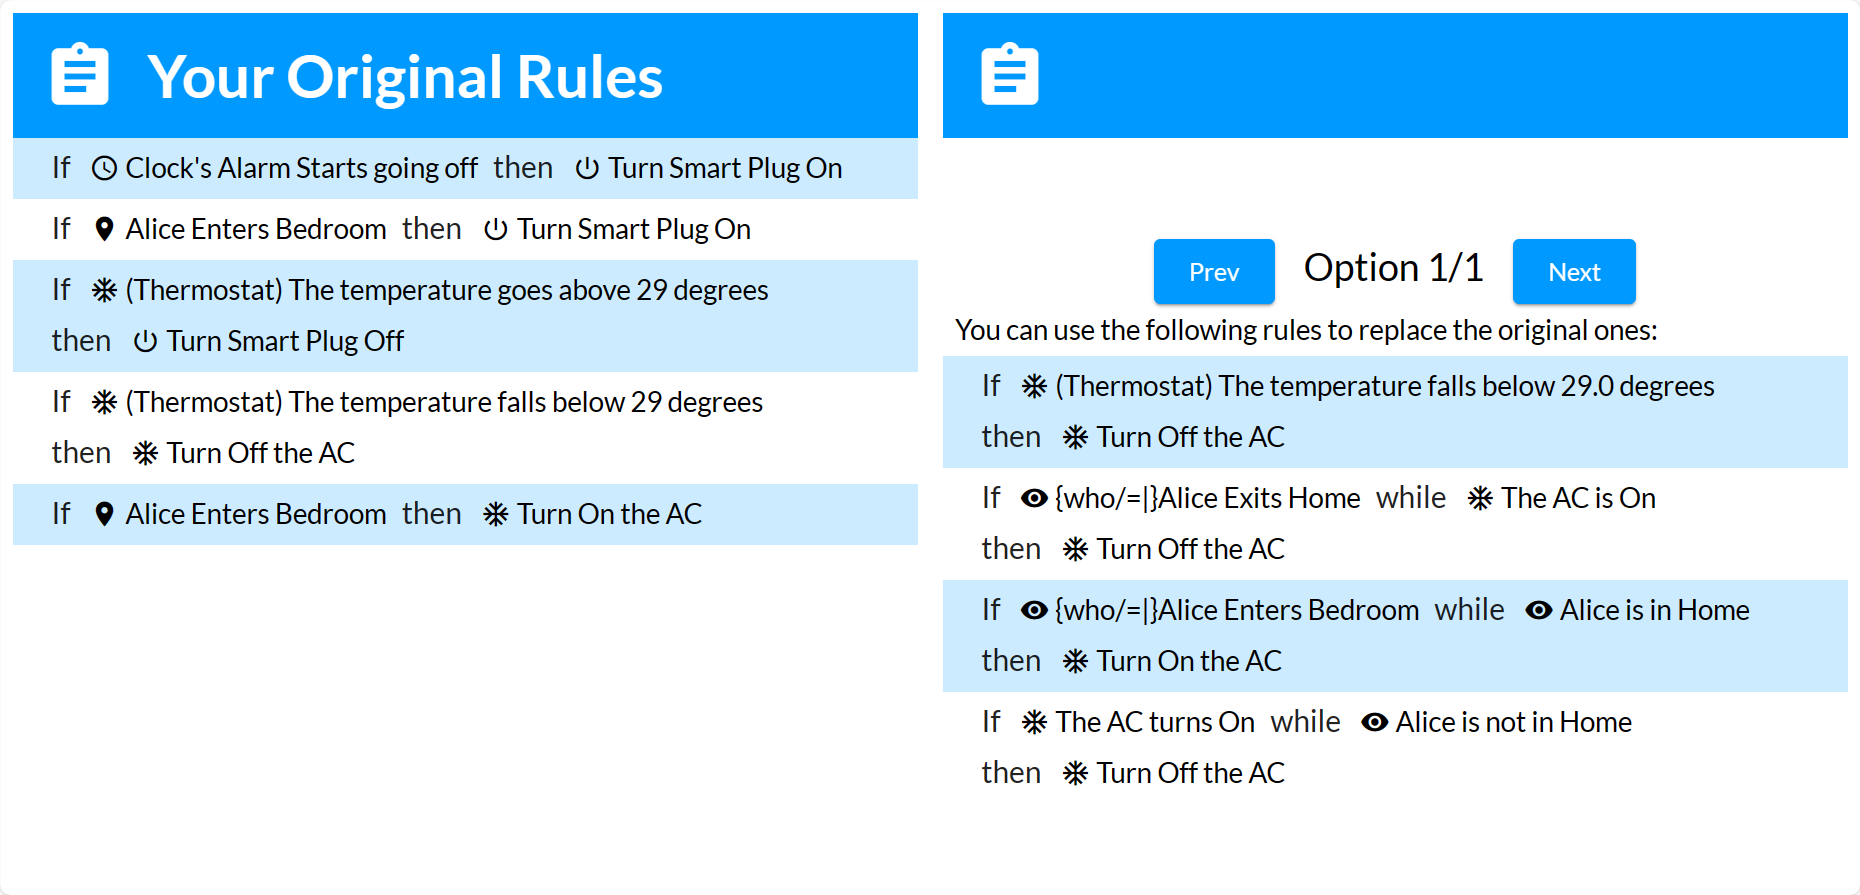 Your Original Rules
If Clock's Alarm Starts going off then Turn Smart Plug On
If Alice Enters Bedroom then Turn Smart Plug On
If (Thermostat) The temperature goes above 29 degrees
then Turn Smart Plug Off
If (Thermostat) The temperature falls below 29 degrees
then Turn Off the AC
If Alice Enters Bedroom then Turn On the AC
Prev Option 1/1 Next
You can use the following rules to replace the original ones:
If (Thermostat) The temperature falls below 29.0 degrees
then Turn Off the AC
If {who/=|}Alice Exits Home while The AC is On
then Turn Off the AC
If {who/=|}Alice Enters Bedroom while Alice is in Home
then Turn On the AC
If The AC turns On while Alice is not in Home
then Turn Off the AC